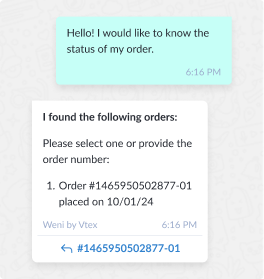 Hello! I would like to know the
status of my order.
6:16 PM
I found the following orders:
Please select one or provide the
order number:
1. Order #1465950502877-01
placed on 10/01/24
Weni by Vtex 6:16 PM
#1465950502877-01